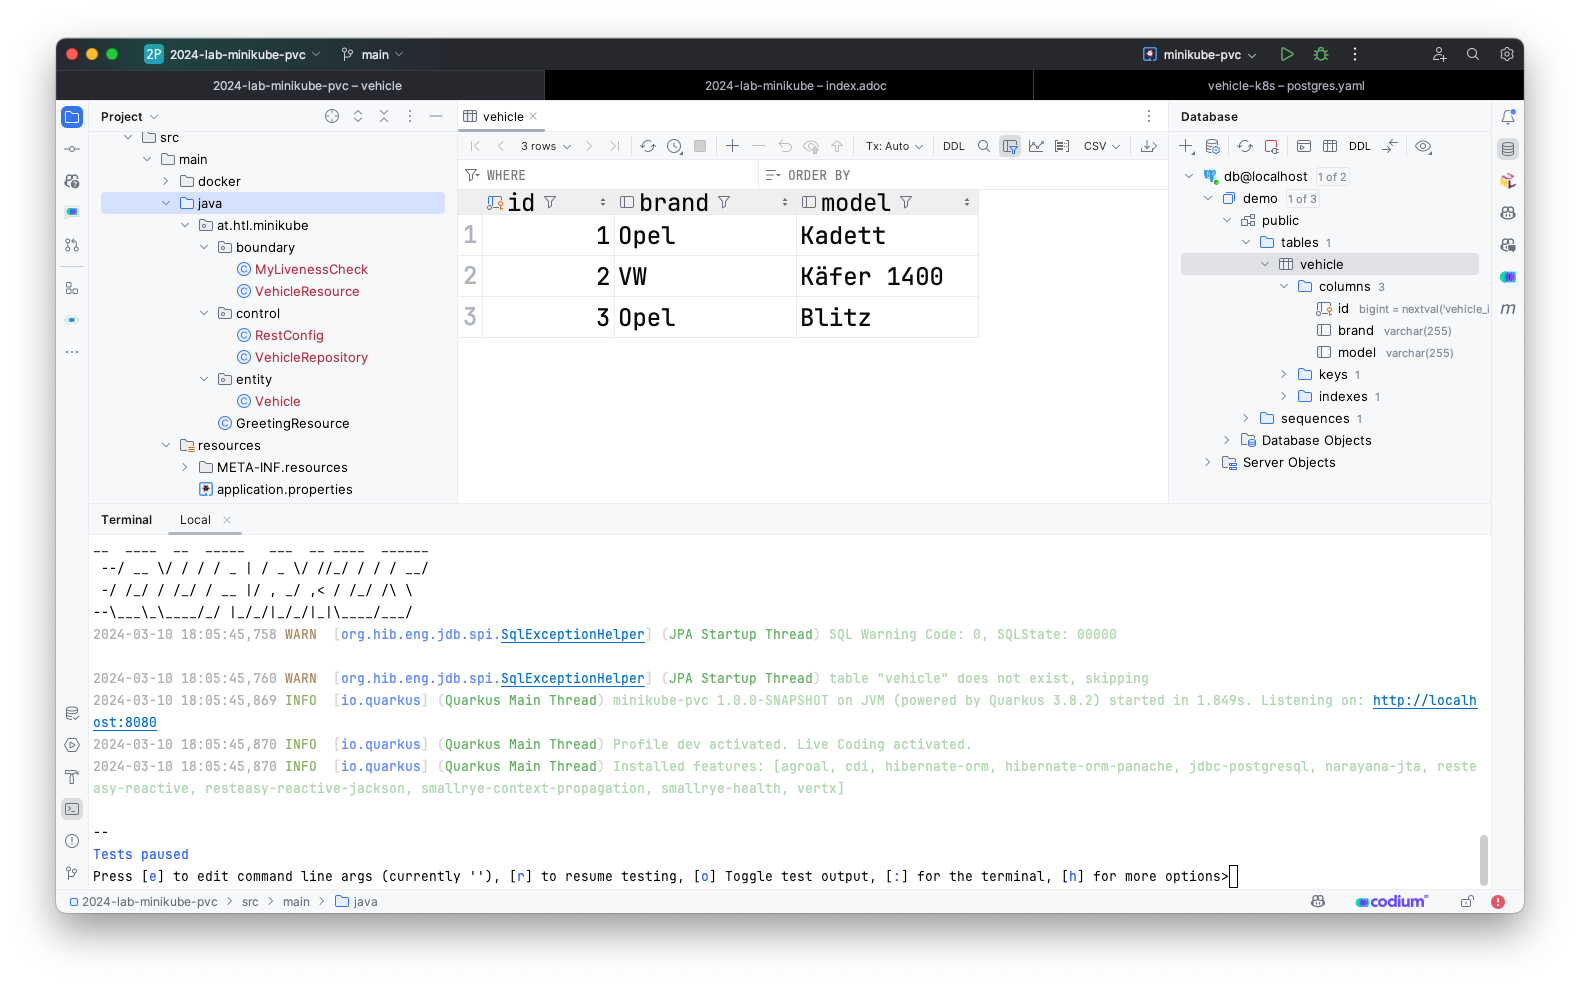 2P 2024-lab-minikube-pvc main minikube-pvc
2024-lab-minikube-pvc – vehicle
2024-lab-minikube – index.adoc
vehicle-k8s – postgres.yaml
Project
src
main
docker
java
at.htl.minikube
boundary
MyLivenessCheck
VehicleResource
control
RestConfig
VehicleRepository
entity
Vehicle
GreetingResource
resources
META-INF.resources
application.properties
vehicle
3 rows Tx: Auto DDL CSV
WHERE ORDER BY
id brand model
1 1 Opel Kadett
2 2 VW Käfer 1400
3 3 Opel Blitz
Database
DDL
db@localhost 1 of 2
demo 1 of 3
public
tables 1
vehicle
columns 3
id bigint = nextval('vehicle_i
brand varchar(255)
model varchar(255)
keys 1
indexes 1
sequences 1
Database Objects
Server Objects
m
Terminal Local
__  ____  __  _____   ___  __ ____  ______
 --/ __ \/ / / / _ | / _ \/ //_/ / / / __/
 -/ /_/ / /_/ / __ |/ , _/ ,< / /_/ /\ \
--\___\_\____/_/ |_/_/|_/_/|_|\____/___/
2024-03-10 18:05:45,758 WARN  [org.hib.eng.jdb.spi.SqlExceptionHelper] (JPA Startup Thread) SQL Warning Code: 0, SQLState: 00000
2024-03-10 18:05:45,760 WARN  [org.hib.eng.jdb.spi.SqlExceptionHelper] (JPA Startup Thread) table "vehicle" does not exist, skipping
2024-03-10 18:05:45,869 INFO  [io.quarkus] (Quarkus Main Thread) minikube-pvc 1.0.0-SNAPSHOT on JVM (powered by Quarkus 3.8.2) started in 1.849s. Listening on: http://localh
ost:8080
2024-03-10 18:05:45,870 INFO  [io.quarkus] (Quarkus Main Thread) Profile dev activated. Live Coding activated.
2024-03-10 18:05:45,870 INFO  [io.quarkus] (Quarkus Main Thread) Installed features: [agroal, cdi, hibernate-orm, hibernate-orm-panache, jdbc-postgresql, narayana-jta, reste
asy-reactive, resteasy-reactive-jackson, smallrye-context-propagation, smallrye-health, vertx]
--
Tests paused
Press [e] to edit command line args (currently ''), [r] to resume testing, [o] Toggle test output, [:] for the terminal, [h] for more options>
2024-lab-minikube-pvc > src > main > java
codium ai